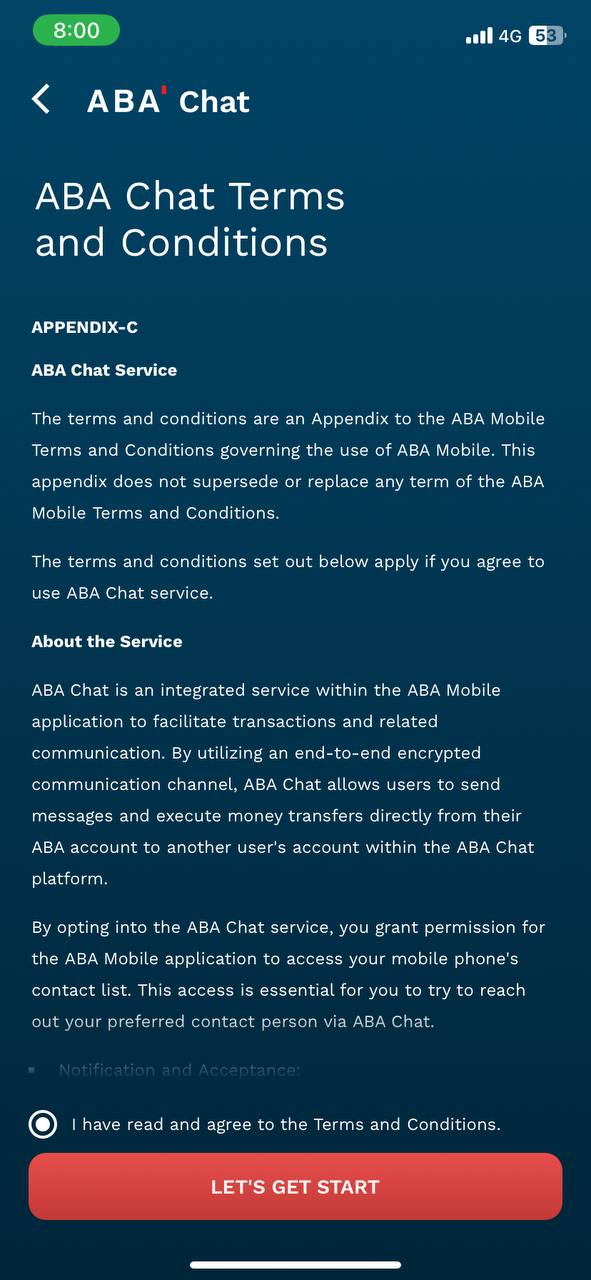 8:00
4G 53
ABA' Chat
ABA Chat Terms
and Conditions
APPENDIX-C
ABA Chat Service
The terms and conditions are an Appendix to the ABA Mobile
Terms and Conditions governing the use of ABA Mobile. This
appendix does not supersede or replace any term of the ABA
Mobile Terms and Conditions.
The terms and conditions set out below apply if you agree to
use ABA Chat service.
About the Service
ABA Chat is an integrated service within the ABA Mobile
application to facilitate transactions and related
communication. By utilizing an end-to-end encrypted
communication channel, ABA Chat allows users to send
messages and execute money transfers directly from their
ABA account to another user's account within the ABA Chat
platform.
By opting into the ABA Chat service, you grant permission for
the ABA Mobile application to access your mobile phone's
contact list. This access is essential for you to try to reach
out your preferred contact person via ABA Chat.
▪ Notification and Acceptance:
I have read and agree to the Terms and Conditions.
LET'S GET START